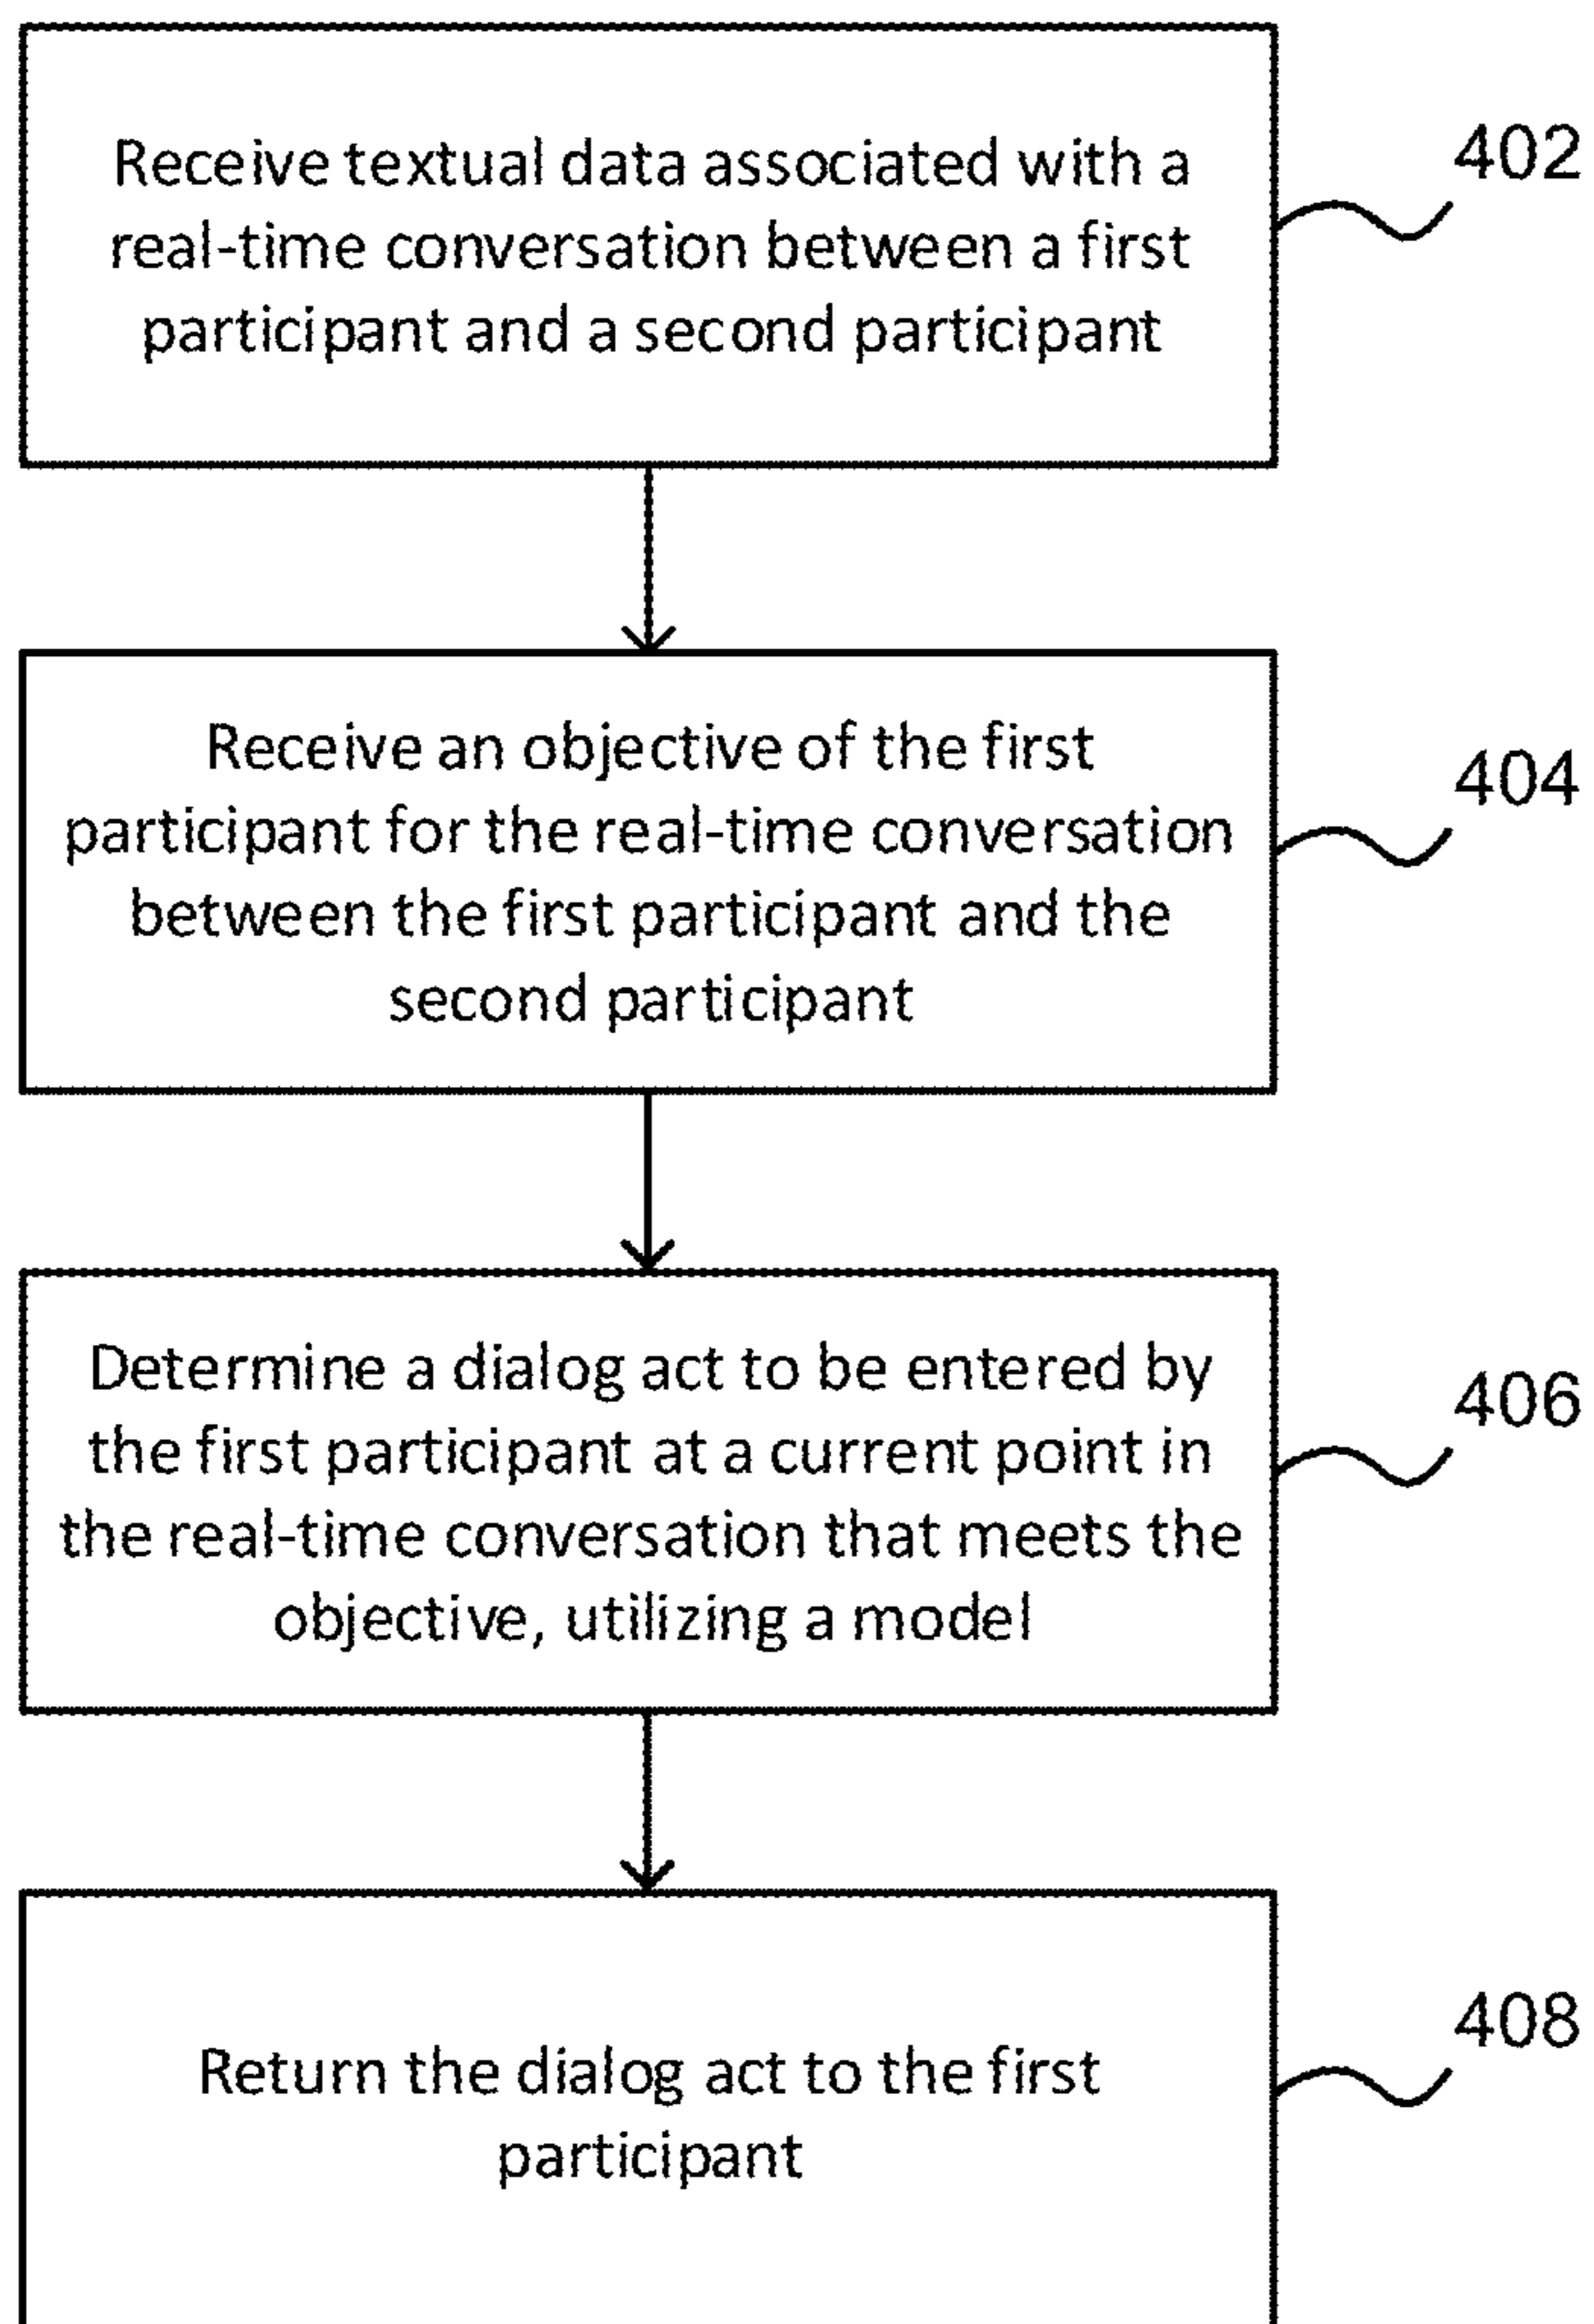 Receive textual data associated with a
real-time conversation between a first
participant and a second participant
402
Receive an objective of the first
participant for the real-time conversation
between the first participant and the
second participant
404
Determine a dialog act to be entered by
the first participant at a current point in
the real-time conversation that meets the
objective, utilizing a model
406
Return the dialog act to the first
participant
408